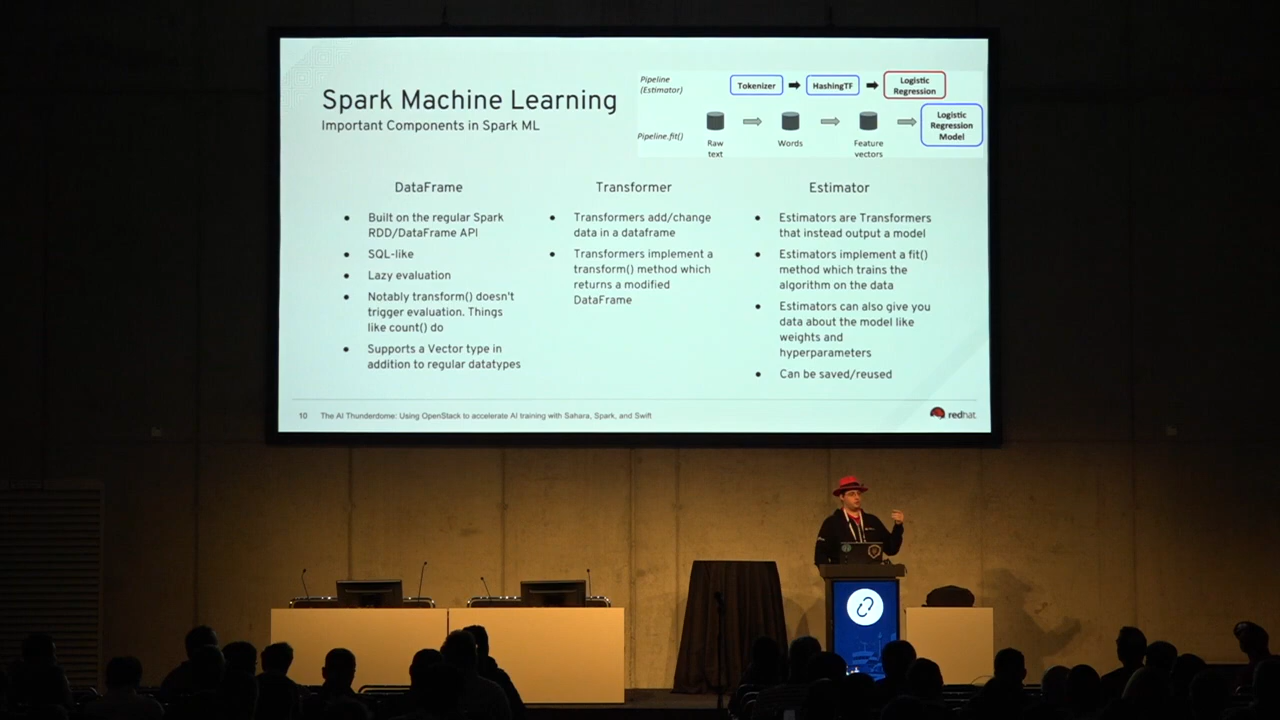 Spark Machine Learning
Important Components in Spark ML
Pipeline
(Estimator)
Tokenizer
HashingTF
Logistic
Regression
Pipeline.fit()
Raw
text
Words
Feature
vectors
Logistic
Regression
Model
DataFrame
• Built on the regular Spark
RDD/DataFrame API
• SQL-like
• Lazy evaluation
• Notably transform() doesn't
trigger evaluation. Things
like count() do
• Supports a Vector type in
addition to regular datatypes
Transformer
• Transformers add/change
data in a dataframe
• Transformers implement a
transform() method which
returns a modified
DataFrame
Estimator
• Estimators are Transformers
that instead output a model
• Estimators implement a fit()
method which trains the
algorithm on the data
• Estimators can also give you
data about the model like
weights and
hyperparameters
• Can be saved/reused
10 The AI Thunderdome: Using OpenStack to accelerate AI training with Sahara, Spark, and Swift
redhat